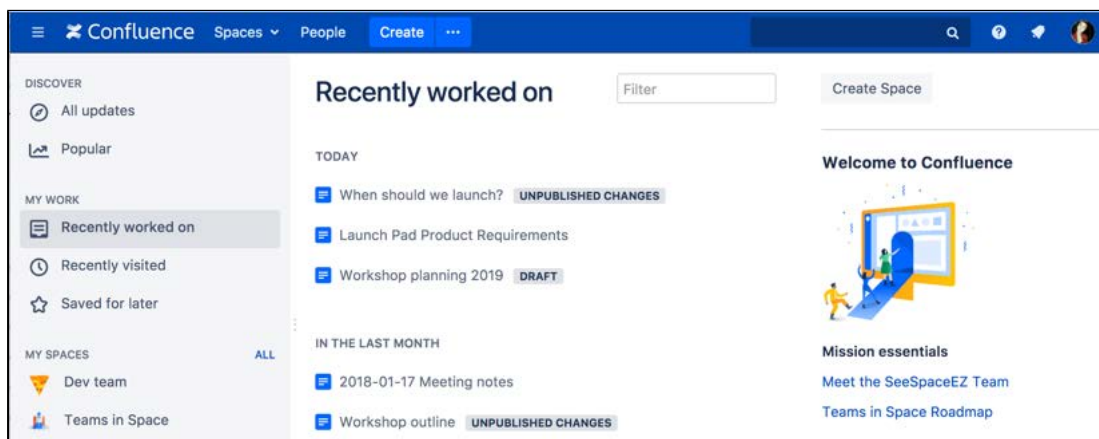 Confluence Spaces People Create ...
DISCOVER
All updates
Popular
MY WORK
Recently worked on
Recently visited
Saved for later
MY SPACES ALL
Dev team
Teams in Space
Recently worked on
Filter
TODAY
When should we launch? UNPUBLISHED CHANGES
Launch Pad Product Requirements
Workshop planning 2019 DRAFT
IN THE LAST MONTH
2018-01-17 Meeting notes
Workshop outline UNPUBLISHED CHANGES
Create Space
Welcome to Confluence
Mission essentials
Meet the SeeSpaceEZ Team
Teams in Space Roadmap